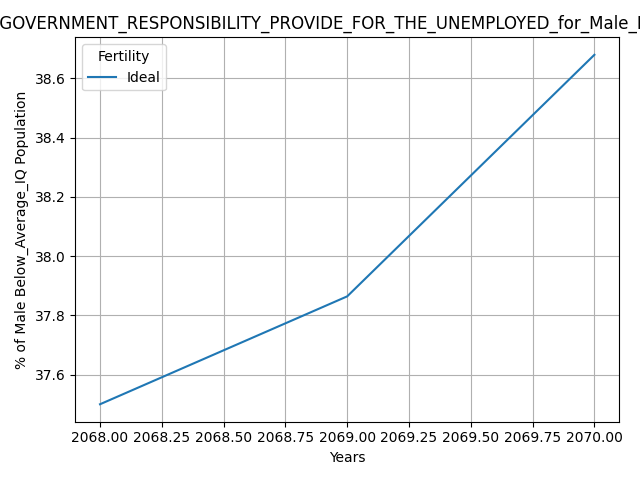 GOVERNMENT_RESPONSIBILITY_PROVIDE_FOR_THE_UNEMPLOYED_for_Male_
Fertility
Ideal
% of Male Below_Average_IQ Population
38.6
38.4
38.2
38.0
37.8
37.6
2068.00 2068.25 2068.50 2068.75 2069.00 2069.25 2069.50 2069.75 2070.00
Years